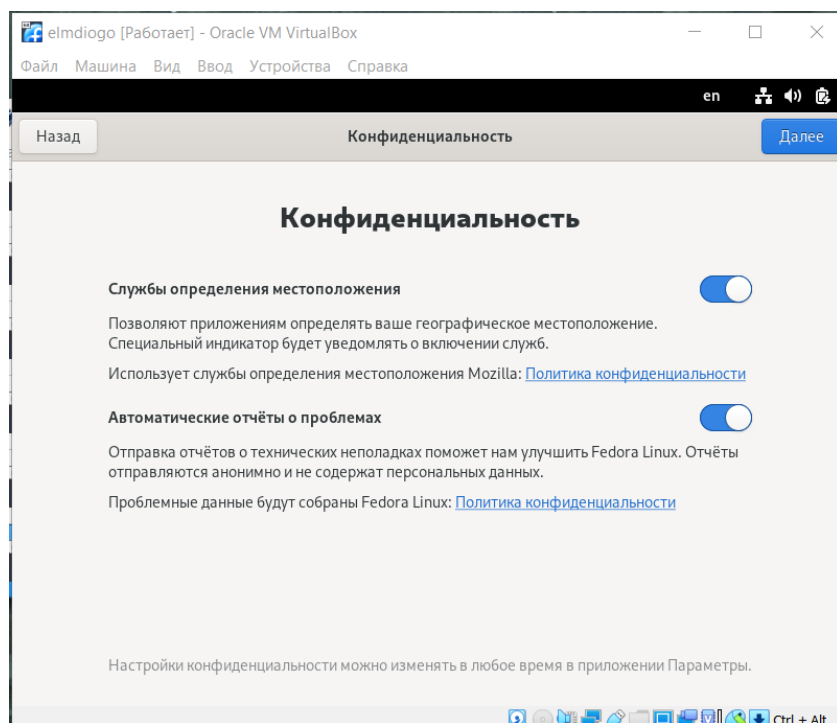 elmdiogo [Работает] - Oracle VM VirtualBox
Файл Машина Вид Ввод Устройства Справка
en
Назад
Конфиденциальность
Далее
Конфиденциальность
Службы определения местоположения
Позволяют приложениям определять ваше географическое местоположение.
Специальный индикатор будет уведомлять о включении служб.
Использует службы определения местоположения Mozilla: Политика конфиденциальности
Автоматические отчёты о проблемах
Отправка отчётов о технических неполадках поможет нам улучшить Fedora Linux. Отчёты
отправляются анонимно и не содержат персональных данных.
Проблемные данные будут собраны Fedora Linux: Политика конфиденциальности
Настройки конфиденциальности можно изменять в любое время в приложении Параметры.
Ctrl + Alt